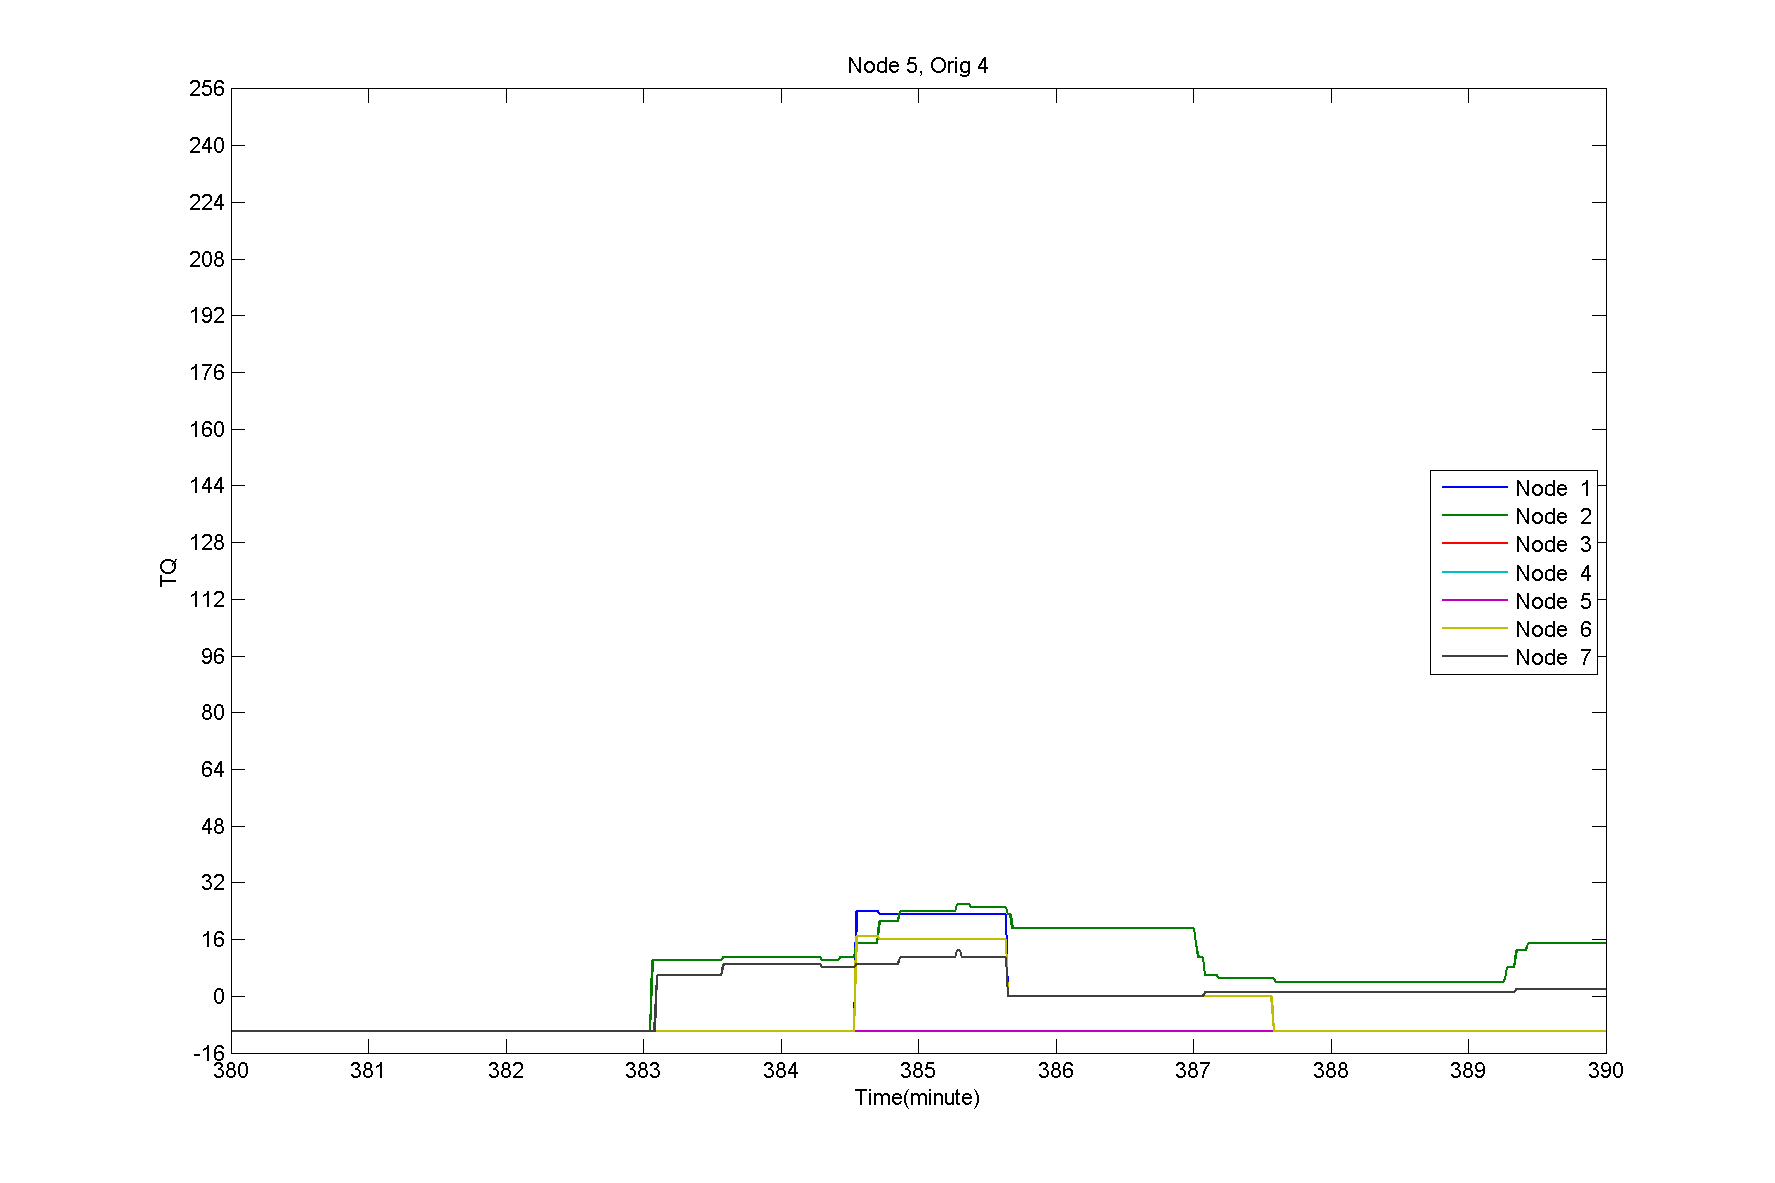 Node 5, Orig 4
256
240
224
208
192
176
160
144
128
112
96
80
64
48
32
16
0
-16
TQ
Node 1
Node 2
Node 3
Node 4
Node 5
Node 6
Node 7
380 381 382 383 384 385 386 387 388 389 390
Time(minute)